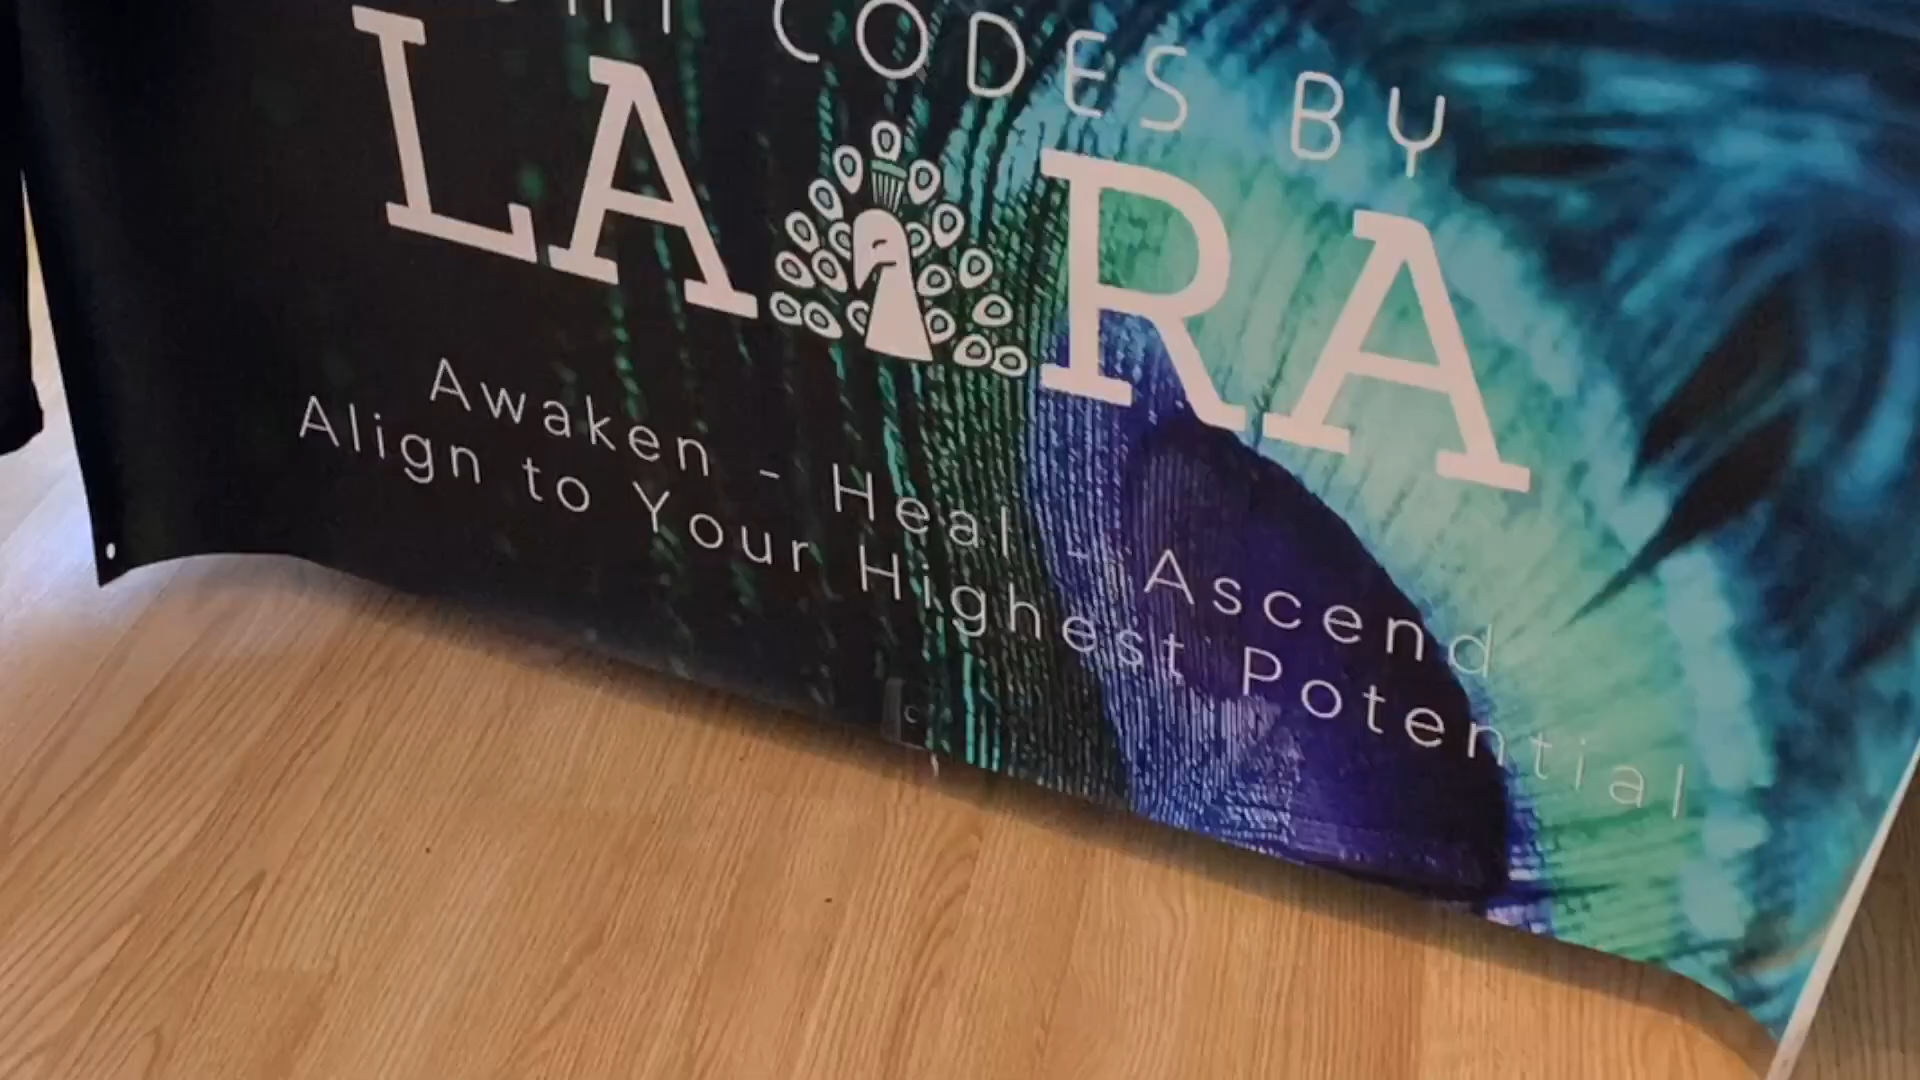 CODES BY
LA RA
Awaken - Heal - Ascend
Align to Your Highest Potential